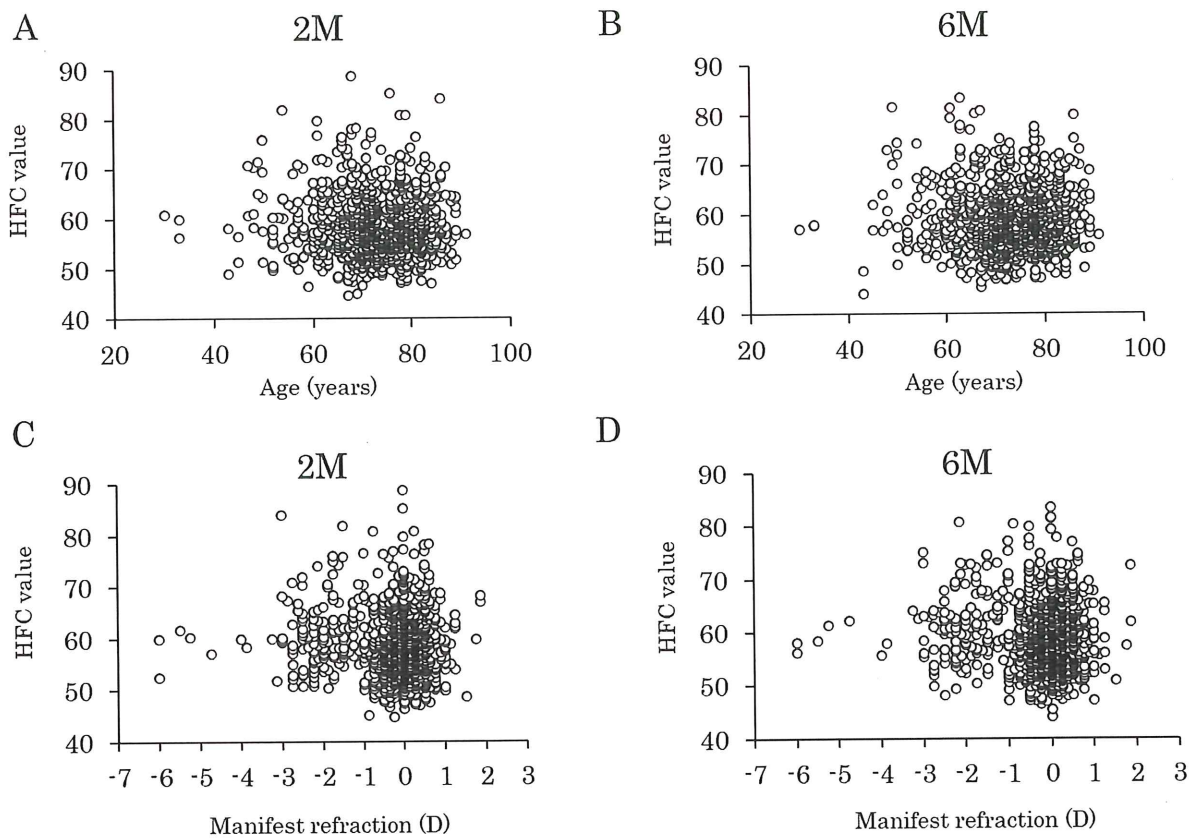 A
2M
HFC value
90
80
70
60
50
40
20 40 60 80 100
Age (years)
B
6M
HFC value
90
80
70
60
50
40
20 40 60 80 100
Age (years)
C
2M
HFC value
90
80
70
60
50
40
-7 -6 -5 -4 -3 -2 -1 0 1 2 3
Manifest refraction (D)
D
6M
HFC value
90
80
70
60
50
40
-7 -6 -5 -4 -3 -2 -1 0 1 2 3
Manifest refraction (D)